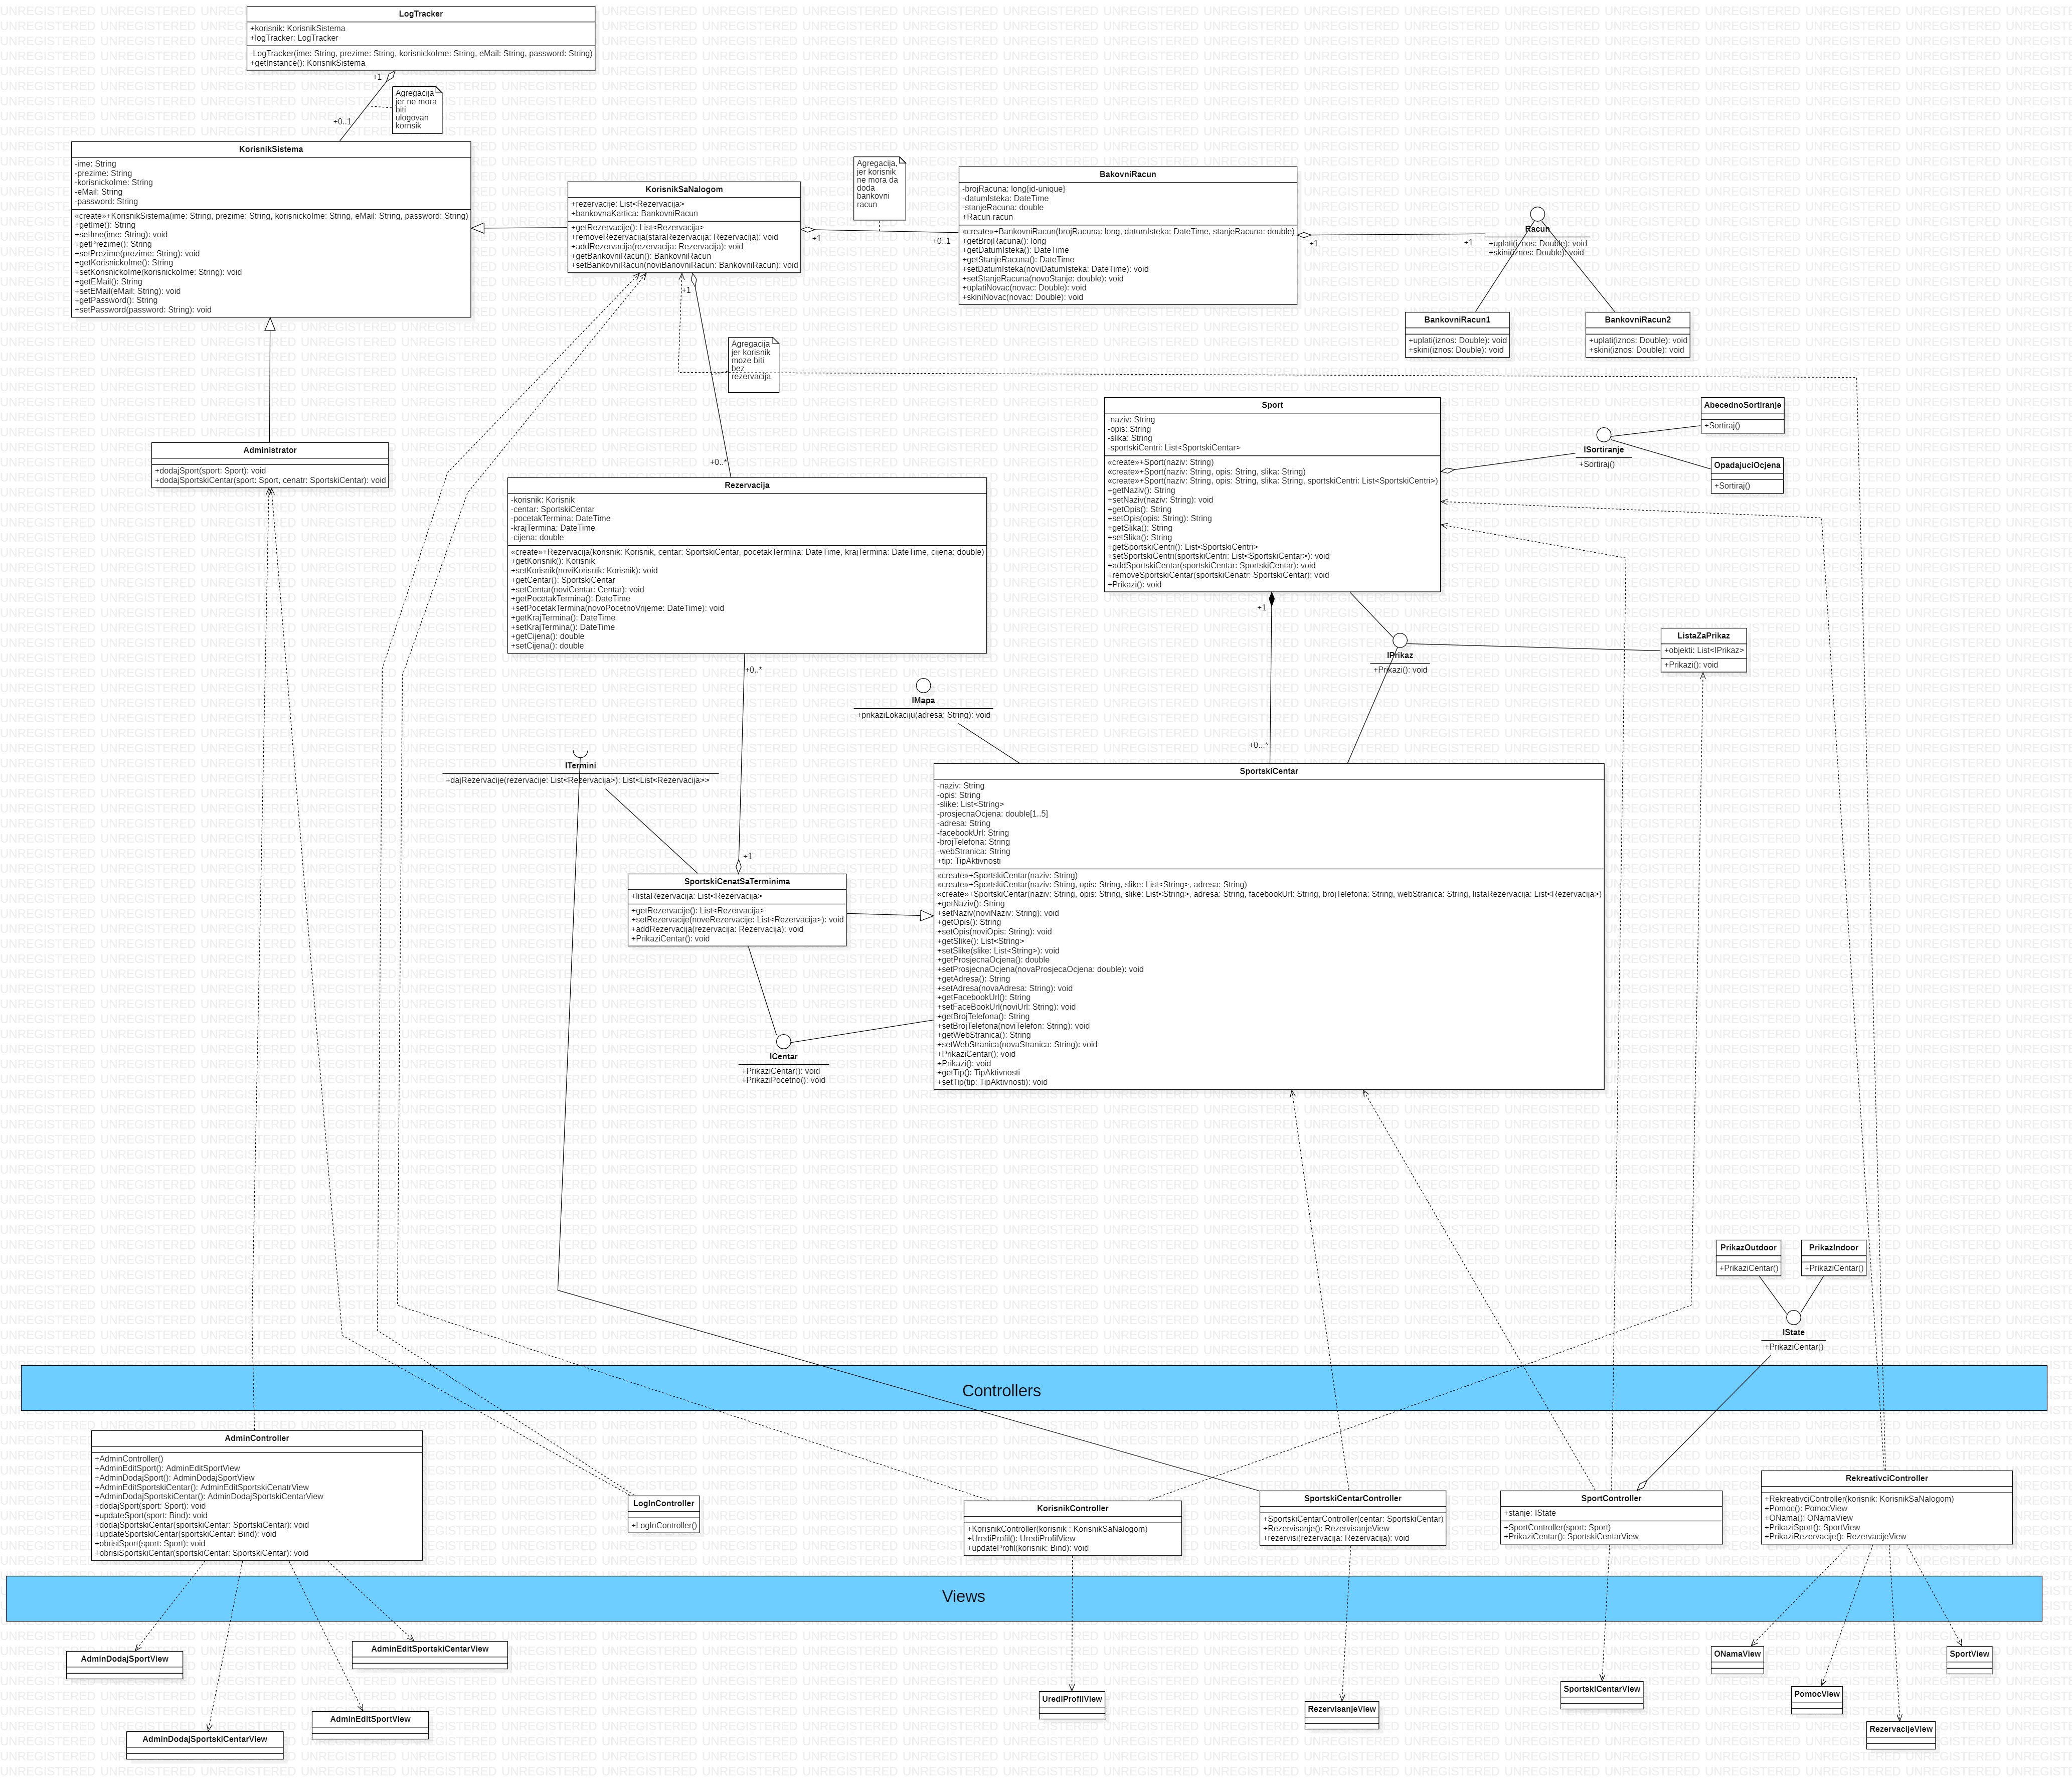 LogTracker
+korisnik: KorisnikSistema
+logTracker: LogTracker
-LogTracker(ime: String, prezime: String, korisnickoIme: String, eMail: String, password: String)
+getInstance(): KorisnikSistema
+1
Agregacija
jer ne mora
biti
ulogovan
kornsik
+0..1
KorisnikSistema
-ime: String
-prezime: String
-korisnickoIme: String
-eMail: String
-password: String
«create»+KorisnikSistema(ime: String, prezime: String, korisnickoIme: String, eMail: String, password: String)
+getIme(): String
+setIme(ime: String): void
+getPrezime(): String
+setPrezime(prezime: String): void
+getKorisnickoIme(): String
+setKorisnickoIme(korisnickoIme: String): void
+getEMail(): String
+setEMail(eMail: String): void
+getPassword(): String
+setPassword(password: String): void
KorisnikSaNalogom
+rezervacije: List<Rezervacija>
+bankovnaKartica: BankovniRacun
+getRezervacije(): List<Rezervacija>
+removeRezervacija(staraRezervacija: Rezervacija): void
+addRezervacija(rezervacija: Rezervacija): void
+getBankovniRacun(): BankovniRacun
+setBankovniRacun(noviBanovniRacun: BankovniRacun): void
+1
Agregacija,
jer korisnik
ne mora da
doda
bankovni
racun
+0..1
BakovniRacun
-brojRacuna: long{id-unique}
-datumIsteka: DateTime
-stanjeRacuna: double
+Racun racun
«create»+BankovniRacun(brojRacuna: long, datumIsteka: DateTime, stanjeRacuna: double)
+getBrojRacuna(): long
+getDatumIsteka(): DateTime
+getStanjeRacuna(): DateTime
+setDatumIsteka(noviDatumIsteka: DateTime): void
+setStanjeRacuna(novoStanje: double): void
+uplatiNovac(novac: Double): void
+skiniNovac(novac: Double): void
+1
+1
Racun
+uplati(iznos: Double): void
+skini(iznos: Double): void
BankovniRacun1
+uplati(iznos: Double): void
+skini(iznos: Double): void
BankovniRacun2
+uplati(iznos: Double): void
+skini(iznos: Double): void
+1
Agregacija
jer korisnik
moze biti
bez
rezervacija
+0..*
Administrator
+dodajSport(sport: Sport): void
+dodajSportskiCentar(sport: Sport, cenatr: SportskiCentar): void
Rezervacija
-korisnik: Korisnik
-centar: SportskiCentar
-pocetakTermina: DateTime
-krajTermina: DateTime
-cijena: double
«create»+Rezervacija(korisnik: Korisnik, centar: SportskiCentar, pocetakTermina: DateTime, krajTermina: DateTime, cijena: double)
+getKorisnik(): Korisnik
+setKorisnik(noviKorisnik: Korisnik): void
+getCentar(): SportskiCentar
+setCentar(noviCentar: Centar): void
+getPocetakTermina(): DateTime
+setPocetakTermina(novoPocetnoVrijeme: DateTime): void
+getKrajTermina(): DateTime
+setKrajTermina(): DateTime
+getCijena(): double
+setCijena(): double
+0..*
Sport
-naziv: String
-opis: String
-slika: String
-sportskiCentri: List<SportskiCentar>
«create»+Sport(naziv: String)
«create»+Sport(naziv: String, opis: String, slika: String)
«create»+Sport(naziv: String, opis: String, slika: String, sportskiCentri: List<SportskiCentri>)
+getNaziv(): String
+setNaziv(naziv: String): void
+getOpis(): String
+setOpis(opis: String): String
+getSlika(): String
+setSlika(): String
+getSportskiCentri(): List<SportskiCentri>
+setSportskiCentri(sportskiCentri: List<SportskiCentar>): void
+addSportskiCentar(sportskiCentar: SportskiCentar): void
+removeSportskiCentar(sportskiCenatr: SportskiCentar): void
+Prikazi(): void
ISortiranje
+Sortiraj()
AbecednoSortiranje
+Sortiraj()
OpadajuciOcjena
+Sortiraj()
+1
+0...*
IPrikaz
+Prikazi(): void
ListaZaPrikaz
+objekti: List<IPrikaz>
+Prikazi(): void
IMapa
+prikaziLokaciju(adresa: String): void
ITermini
+dajRezervacije(rezervacije: List<Rezervacija>): List<List<Rezervacija>>
+1
SportskiCenatSaTerminima
+listaRezervacija: List<Rezervacija>
+getRezervacije(): List<Rezervacija>
+setRezervacije(noveRezervacije: List<Rezervacija>): void
+addRezervacija(rezervacija: Rezervacija): void
+PrikaziCentar(): void
SportskiCentar
-naziv: String
-opis: String
-slike: List<String>
-prosjecnaOcjena: double[1..5]
-adresa: String
-facebookUrl: String
-brojTelefona: String
-webStranica: String
+tip: TipAktivnosti
«create»+SportskiCentar(naziv: String)
«create»+SportskiCentar(naziv: String, opis: String, slike: List<String>, adresa: String)
«create»+SportskiCentar(naziv: String, opis: String, slike: List<String>, adresa: String, facebookUrl: String, brojTelefona: String, webStranica: String, listaRezervacija: List<Rezervacija>)
+getNaziv(): String
+setNaziv(noviNaziv: String): void
+getOpis(): String
+setOpis(noviOpis: String): void
+getSlike(): List<String>
+setSlike(slike: List<String>): void
+getProsjecnaOcjena(): double
+setProsjecnaOcjena(novaProsjecaOcjena: double): void
+getAdresa(): String
+setAdresa(novaAdresa: String): void
+getFacebookUrl(): String
+setFaceBookUrl(noviUrl: String): void
+getBrojTelefona(): String
+setBrojTelefona(noviTelefon: String): void
+getWebStranica(): String
+setWebStranica(novaStranica: String): void
+PrikaziCentar(): void
+Prikazi(): void
+getTip(): TipAktivnosti
+setTip(tip: TipAktivnosti): void
ICentar
+PrikaziCentar(): void
+PrikaziPocetno(): void
PrikazOutdoor
+PrikaziCentar()
PrikazIndoor
+PrikaziCentar()
IState
+PrikaziCentar()
Controllers
AdminController
+AdminController()
+AdminEditSport(): AdminEditSportView
+AdminDodajSport(): AdminDodajSportView
+AdminEditSportskiCentar(): AdminEditSportskiCenatrView
+AdminDodajSportskiCentar(): AdminDodajSportskiCentarView
+dodajSport(sport: Sport): void
+updateSport(sport: Bind): void
+dodajSportskiCentar(sportskiCentar: SportskiCentar): void
+updateSportskiCentar(sportskiCentar: Bind): void
+obrisiSport(sport: Sport): void
+obrisiSportskiCentar(sportskiCentar: SportskiCentar): void
LogInController
+LogInController()
KorisnikController
+KorisnikController(korisnik : KorisnikSaNalogom)
+UrediProfil(): UrediProfilView
+updateProfil(korisnik: Bind): void
SportskiCentarController
+SportskiCentarController(centar: SportskiCentar)
+Rezervisanje(): RezervisanjeView
+rezervisi(rezervacija: Rezervacija): void
SportController
+stanje: IState
+SportController(sport: Sport)
+PrikaziCentar(): SportskiCentarView
RekreativciController
+RekreativciController(korisnik: KorisnikSaNalogom)
+Pomoc(): PomocView
+ONama(): ONamaView
+PrikaziSport(): SportView
+PrikaziRezervacije(): RezervacijeView
Views
AdminDodajSportView
AdminEditSportskiCentarView
AdminDodajSportskiCentarView
AdminEditSportView
UrediProfilView
RezervisanjeView
SportskiCentarView
ONamaView
PomocView
SportView
RezervacijeView
UNREGISTERED